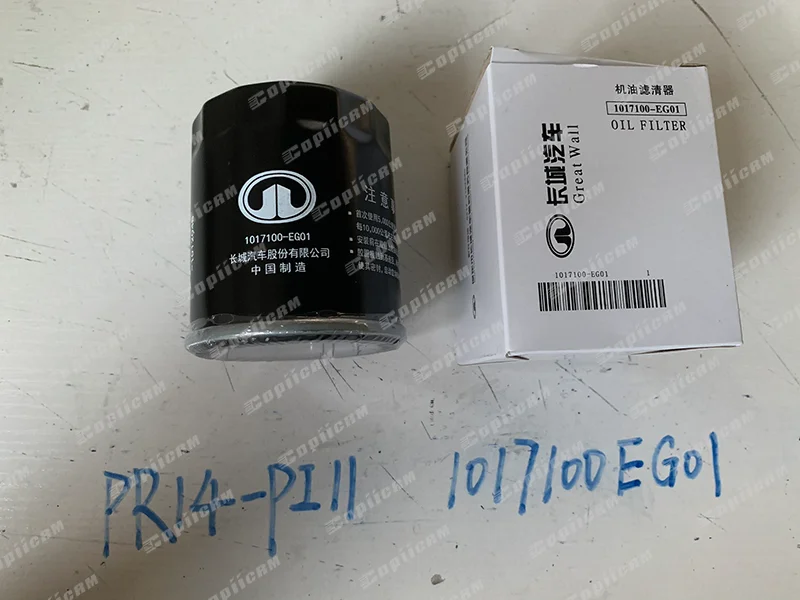 1017100-EG01
长城汽车股份有限公司
中国制造
注意
机油滤清器
1017100-EG01
OIL FILTER
长城汽车
Great Wall
1017100-EG01 1
PR14--PI11 1017100EG01
Copiicam